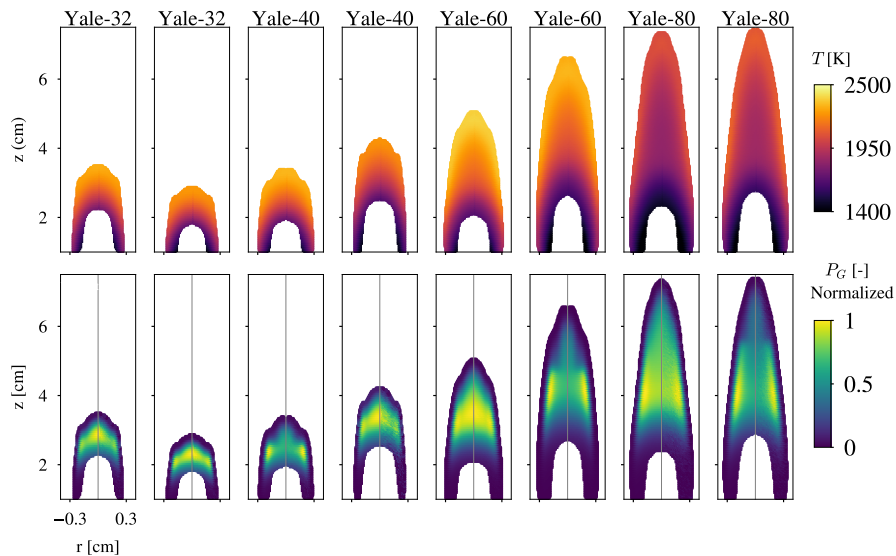 Yale-32 Yale-32 Yale-40 Yale-40 Yale-60 Yale-60 Yale-80 Yale-80
T [K]
6
4
2
z (cm)
2500
1950
1400
P_G [-]
Normalized
6
4
2
z [cm]
1
0.5
0
−0.3 0.3
r [cm]